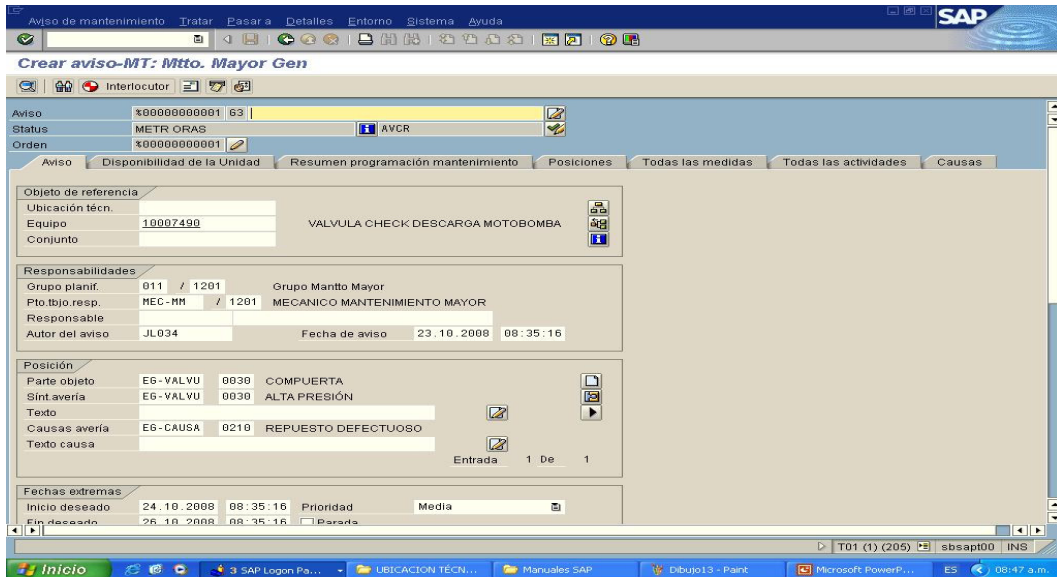 Aviso de mantenimiento Tratar Pasar a Detalles Entorno Sistema Ayuda
SAP
Crear aviso-MT: Mtto. Mayor Gen
Interlocutor
Aviso %00000000001 63
Status METR ORAS AVCR
Orden %00000000001
Aviso Disponibilidad de la Unidad Resumen programación mantenimiento Posiciones Todas las medidas Todas las actividades Causas
Objeto de referencia
Ubicación técn.
Equipo 10007490 VALVULA CHECK DESCARGA MOTOBOMBA
Conjunto
Responsabilidades
Grupo planif. 011 / 1201 Grupo Mantto Mayor
Pto.tbjo.resp. MEC-MM / 1201 MECANICO MANTENIMIENTO MAYOR
Responsable
Autor del aviso JL034 Fecha de aviso 23.10.2008 08:35:16
Posición
Parte objeto EG-VALVU 0030 COMPUERTA
Sínt.avería EG-VALVU 0030 ALTA PRESIÓN
Texto
Causas avería EG-CAUSA 0210 REPUESTO DEFECTUOSO
Texto causa
Entrada 1 De 1
Fechas extremas
Inicio deseado 24.10.2008 08:35:16 Prioridad Media
Fin deseado 26.10.2008 08:35:16 Parada
T01 (1) (205) sbsapt00 INS
Inicio 3 SAP Logon Pa... UBICACION TÉCN... Manuales SAP Dibujo13 - Paint Microsoft PowerP... ES 08:47 a.m.